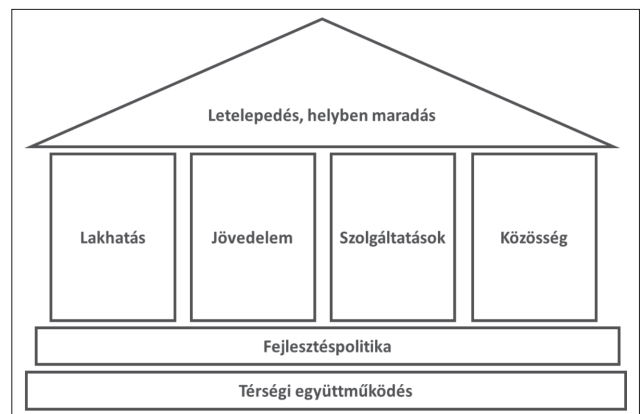 Letelepedés, helyben maradás
Lakhatás
Jövedelem
Szolgáltatások
Közösség
Fejlesztéspolitika
Térségi együttműködés